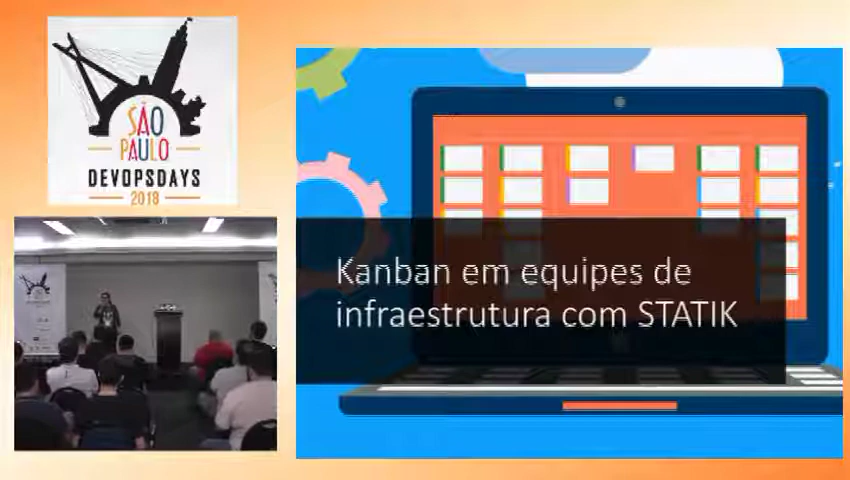 SÃO
PAULO
DEVOPSDAYS
2018
Kanban em equipes de
infraestrutura com STATIK